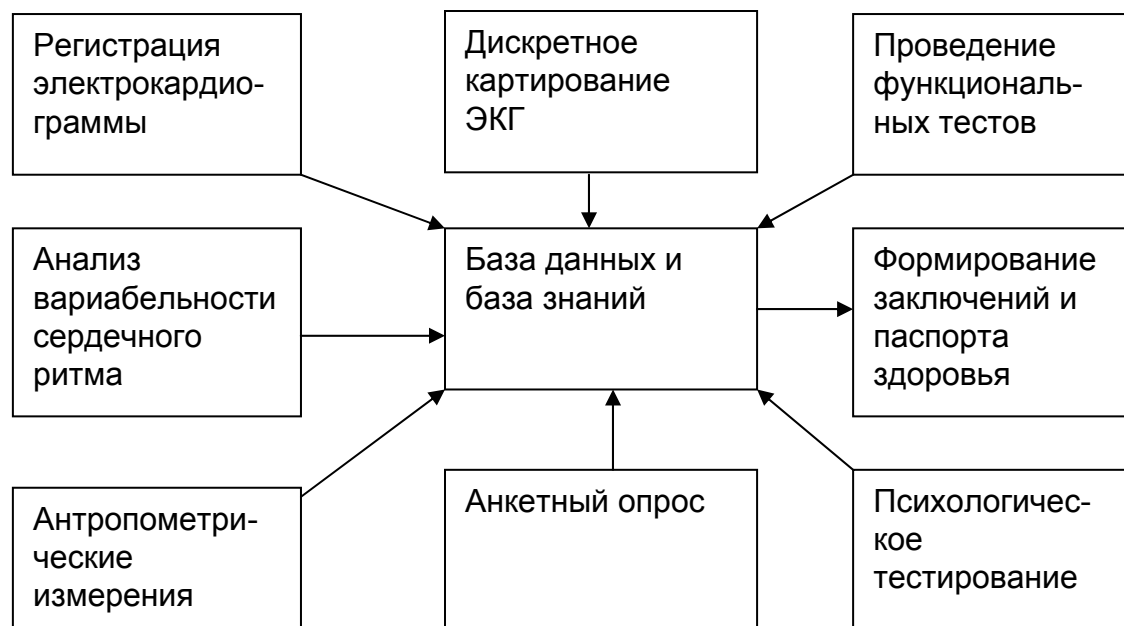 Регистрация
электрокардио-
граммы
Дискретное
картирование
ЭКГ
Проведение
функциональ-
ных тестов
Анализ
вариабельности
сердечного
ритма
База данных и
база знаний
Формирование
заключений и
паспорта
здоровья
Антропометри-
ческие
измерения
Анкетный опрос
Психологичес-
кое
тестирование